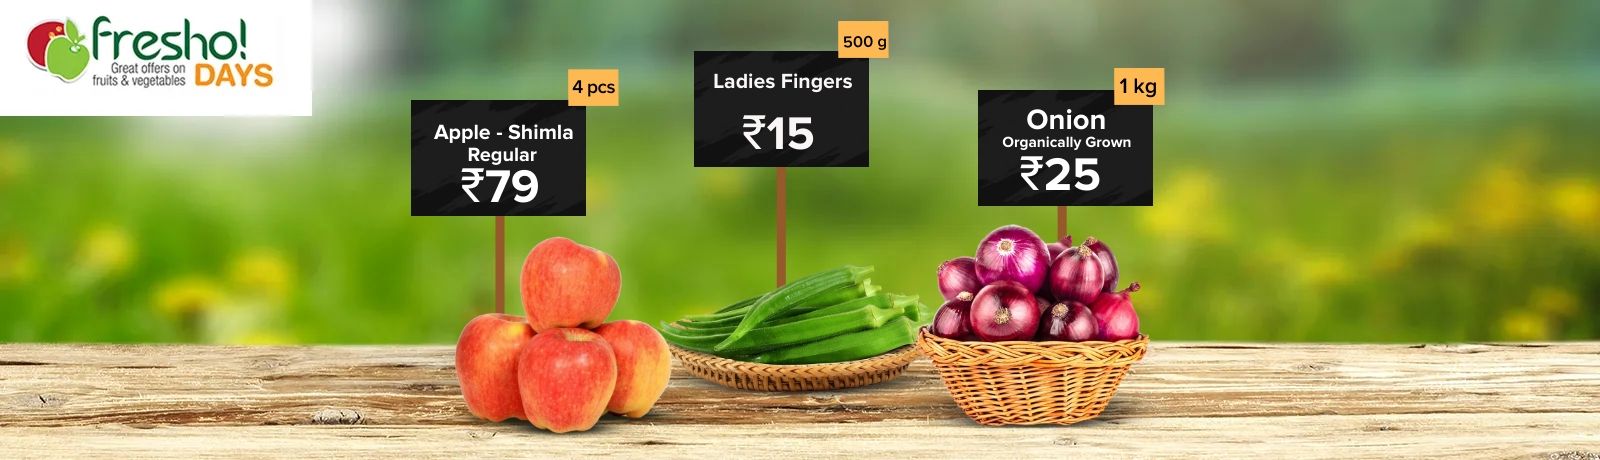 fresho!
Great offers on
fruits & vegetables DAYS
4 pcs
Apple - Shimla
Regular
₹79
500 g
Ladies Fingers
₹15
1 kg
Onion
Organically Grown
₹25